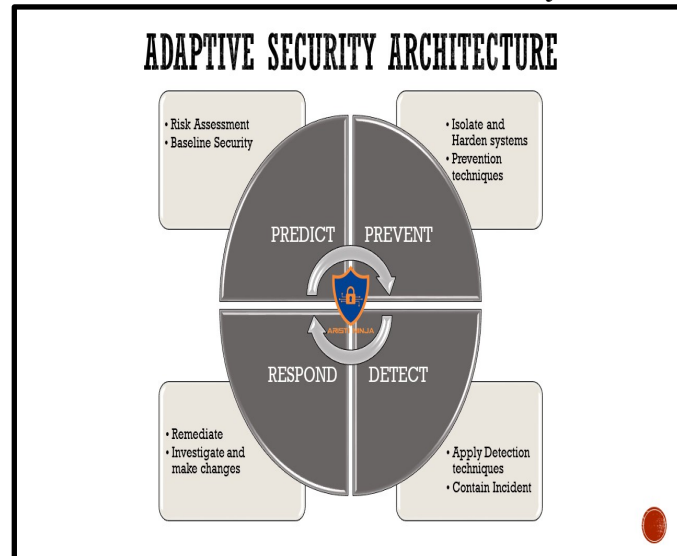 ADAPTIVE SECURITY ARCHITECTURE
• Risk Assessment
• Baseline Security
• Isolate and
Harden systems
• Prevention
techniques
PREDICT
PREVENT
RESPOND
DETECT
• Remediate
• Investigate and
make changes
• Apply Detection
techniques
• Contain Incident